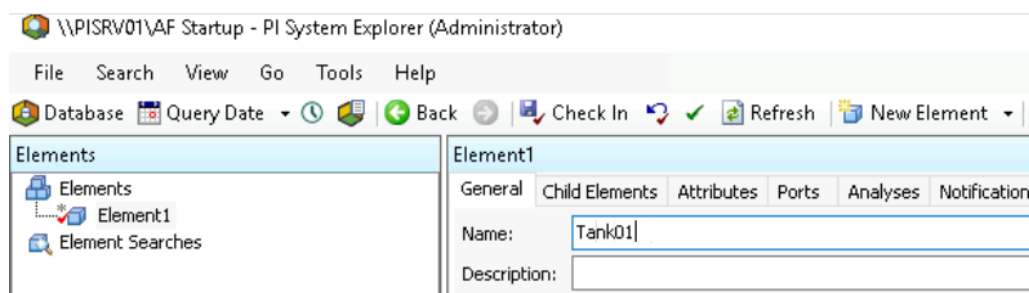 \\PISRV01\AF Startup - PI System Explorer (Administrator)
File Search View Go Tools Help
Database Query Date Back Check In Refresh New Element
Elements
Elements
Element1
Element Searches
Element1
General Child Elements Attributes Ports Analyses Notification
Name: Tank01
Description: